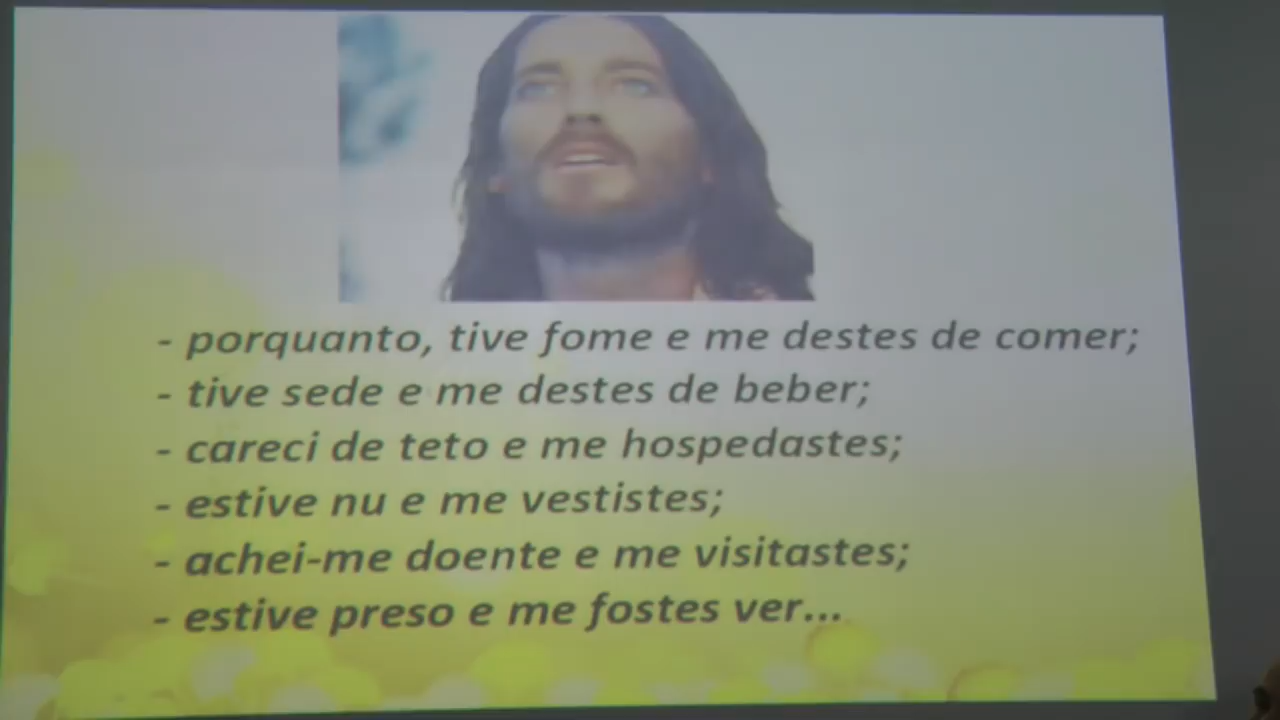 - porquanto, tive fome e me destes de comer;
- tive sede e me destes de beber;
- careci de teto e me hospedastes;
- estive nu e me vestistes;
- achei-me doente e me visitastes;
- estive preso e me fostes ver...